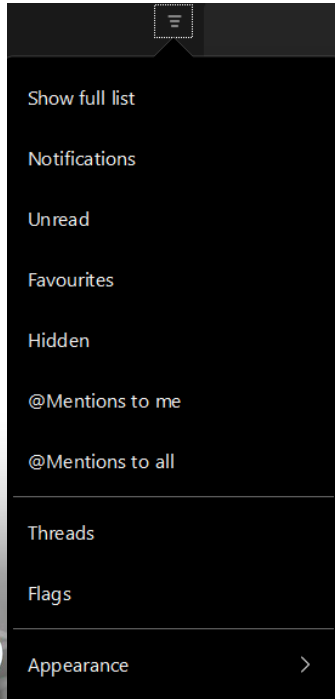 Show full list
Notifications
Unread
Favourites
Hidden
@Mentions to me
@Mentions to all
Threads
Flags
Appearance